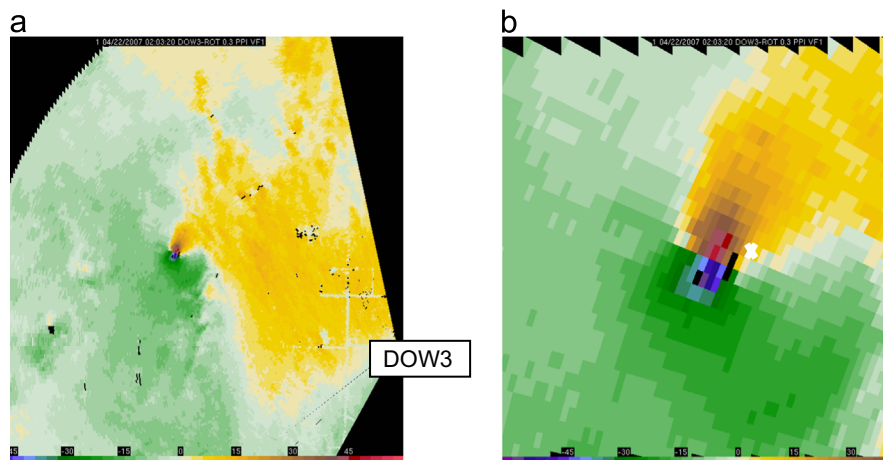 a
b
1 04/22/2007 02:03:20 DOW3-ROT 0.3 PPI VF1
1 04/22/2007 02:03:20 DOW3-ROT 0.3 PPI VF1
DOW3
45 -30 -15 0 15 30 45
-45 -30 -15 0 15 30